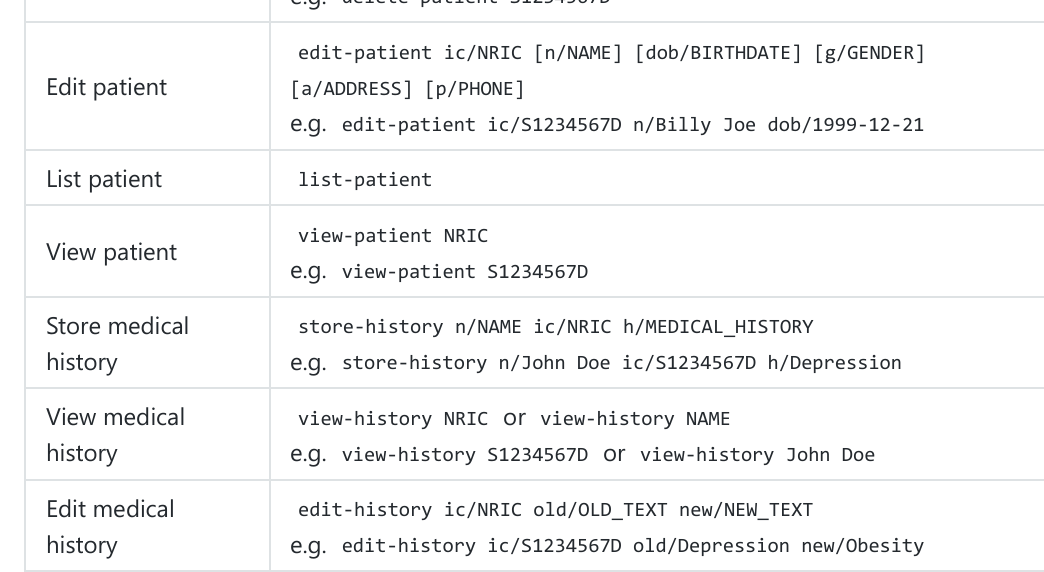 e.g. delete-patient S1234567D
Edit patient
edit-patient ic/NRIC [n/NAME] [dob/BIRTHDATE] [g/GENDER]
[a/ADDRESS] [p/PHONE]
e.g. edit-patient ic/S1234567D n/Billy Joe dob/1999-12-21
List patient
list-patient
View patient
view-patient NRIC
e.g. view-patient S1234567D
Store medical
history
store-history n/NAME ic/NRIC h/MEDICAL_HISTORY
e.g. store-history n/John Doe ic/S1234567D h/Depression
View medical
history
view-history NRIC or view-history NAME
e.g. view-history S1234567D or view-history John Doe
Edit medical
history
edit-history ic/NRIC old/OLD_TEXT new/NEW_TEXT
e.g. edit-history ic/S1234567D old/Depression new/Obesity